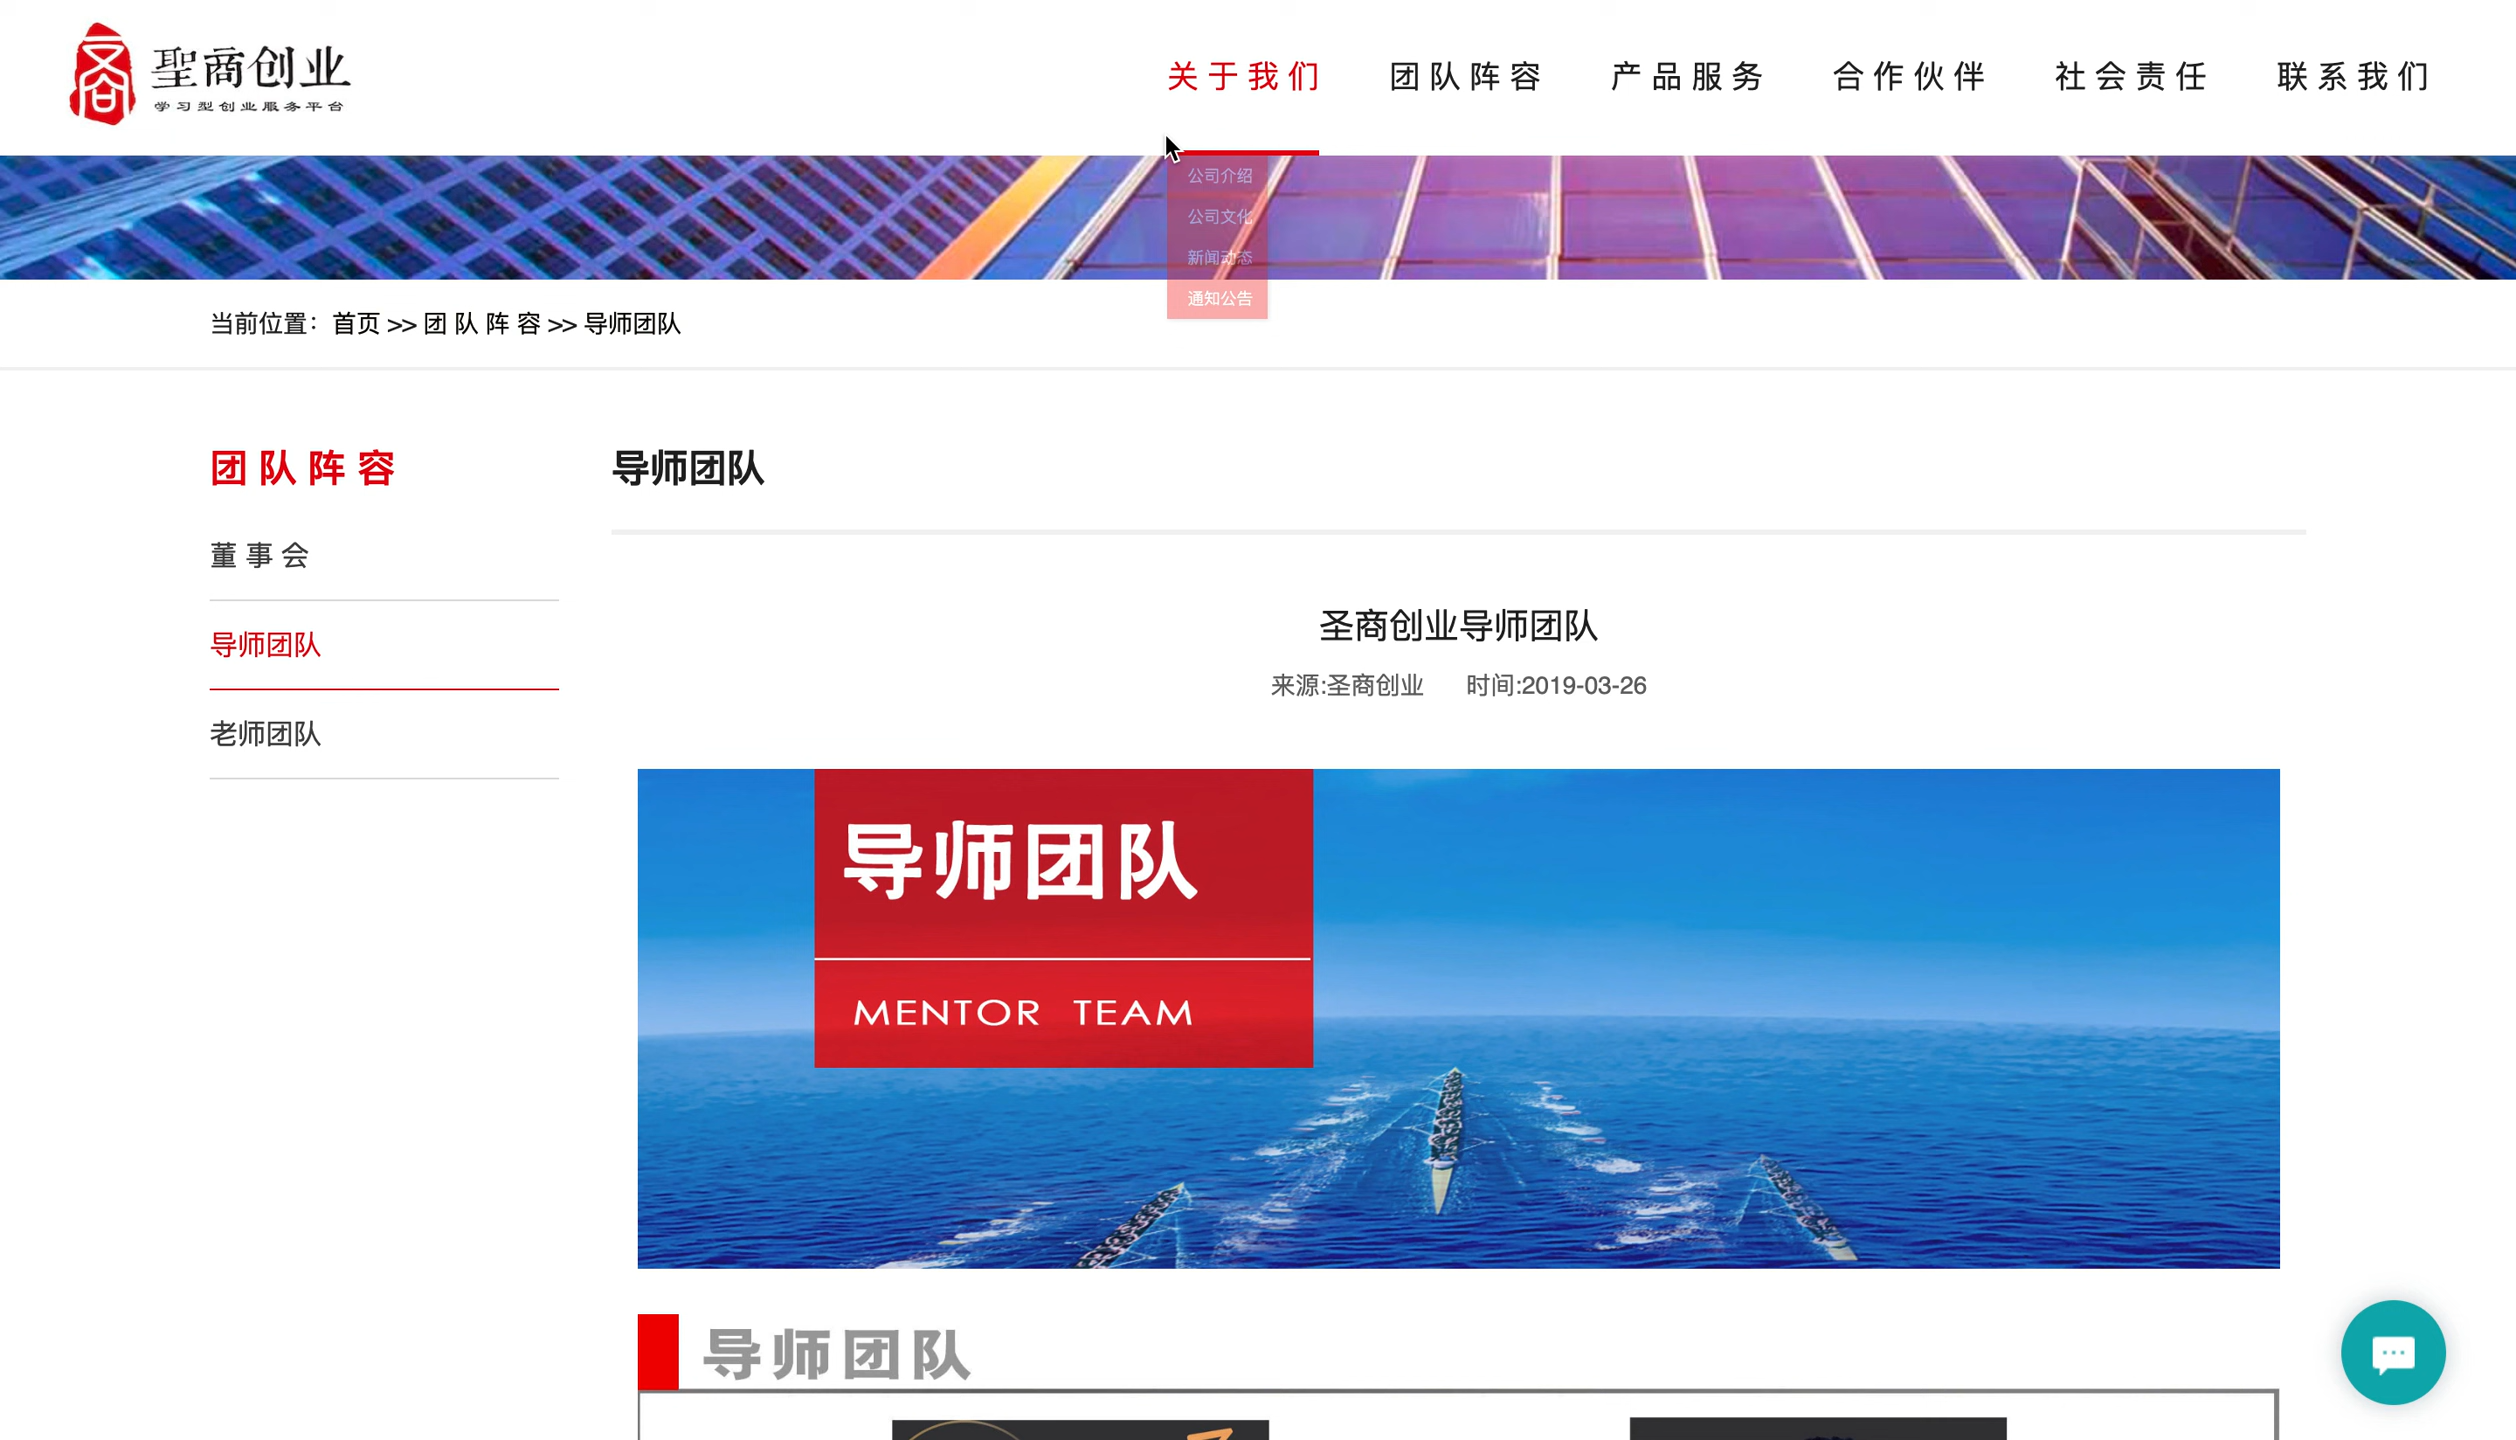 聖商创业
学习型创业服务平台
关于我们 团队阵容 产品服务 合作伙伴 社会责任 联系我们
公司介绍
公司文化
新闻动态
通知公告
当前位置：首页 >> 团 队 阵 容 >> 导师团队
团 队 阵 容
董 事 会
导师团队
老师团队
导师团队
圣商创业导师团队
来源:圣商创业 时间:2019-03-26
导师团队
MENTOR TEAM
导师团队